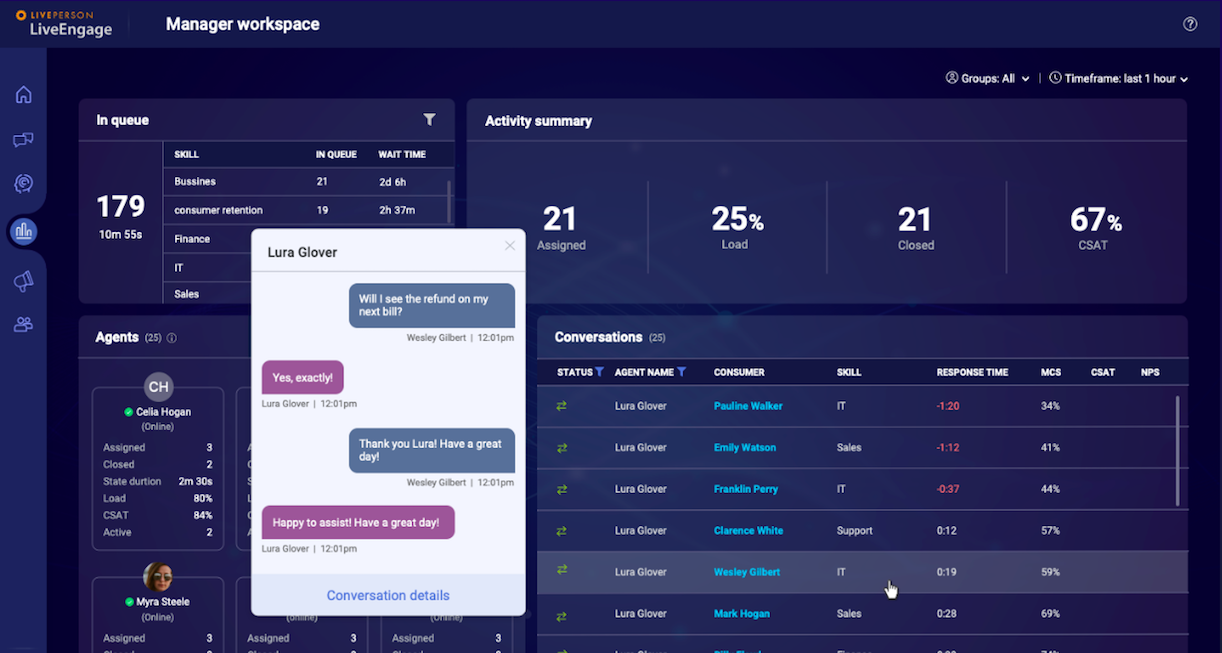 LIVEPERSON
LiveEngage
Manager workspace
Groups: All
Timeframe: last 1 hour
In queue
179
10m 55s
SKILL IN QUEUE WAIT TIME
Bussines 21 2d 6h
consumer retention 19 2h 37m
Finance
IT
Sales
Activity summary
21
Assigned
25%
Load
21
Closed
67%
CSAT
Agents (25)
CH
Celia Hogan
(Online)
Assigned 3
Closed 2
State durtion 2m 30s
Load 80%
CSAT 84%
Active 2
Myra Steele
(Online)
Assigned 3
(Online)
Assigned 3
(Online)
Assigned 3
Lura Glover
Will I see the refund on my
next bill?
Wesley Gilbert | 12:01pm
Yes, exactly!
Lura Glover | 12:01pm
Thank you Lura! Have a great
day!
Wesley Gilbert | 12:01pm
Happy to assist! Have a great day!
Lura Glover | 12:01pm
Conversation details
Conversations (25)
STATUS AGENT NAME CONSUMER SKILL RESPONSE TIME MCS CSAT NPS
Lura Glover Pauline Walker IT -1:20 34%
Lura Glover Emily Watson Sales -1:12 41%
Lura Glover Franklin Perry IT -0:37 44%
Lura Glover Clarence White Support 0:12 57%
Lura Glover Wesley Gilbert IT 0:19 59%
Lura Glover Mark Hogan Sales 0:28 69%